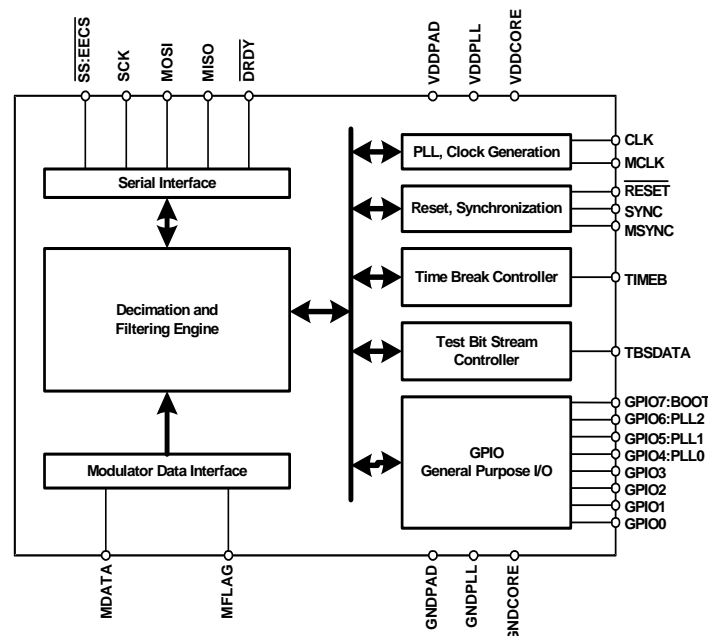 SS:EECS
SCK
MOSI
MISO
DRDY
VDDPAD
VDDPLL
VDDCORE
Serial Interface
Decimation and
Filtering Engine
Modulator Data Interface
PLL, Clock Generation
Reset, Synchronization
Time Break Controller
Test Bit Stream
Controller
GPIO
General Purpose I/O
CLK
MCLK
RESET
SYNC
MSYNC
TIMEB
TBSDATA
GPIO7:BOOT
GPIO6:PLL2
GPIO5:PLL1
GPIO4:PLL0
GPIO3
GPIO2
GPIO1
GPIO0
MDATA
MFLAG
GNDPAD
GNDPLL
GNDCORE